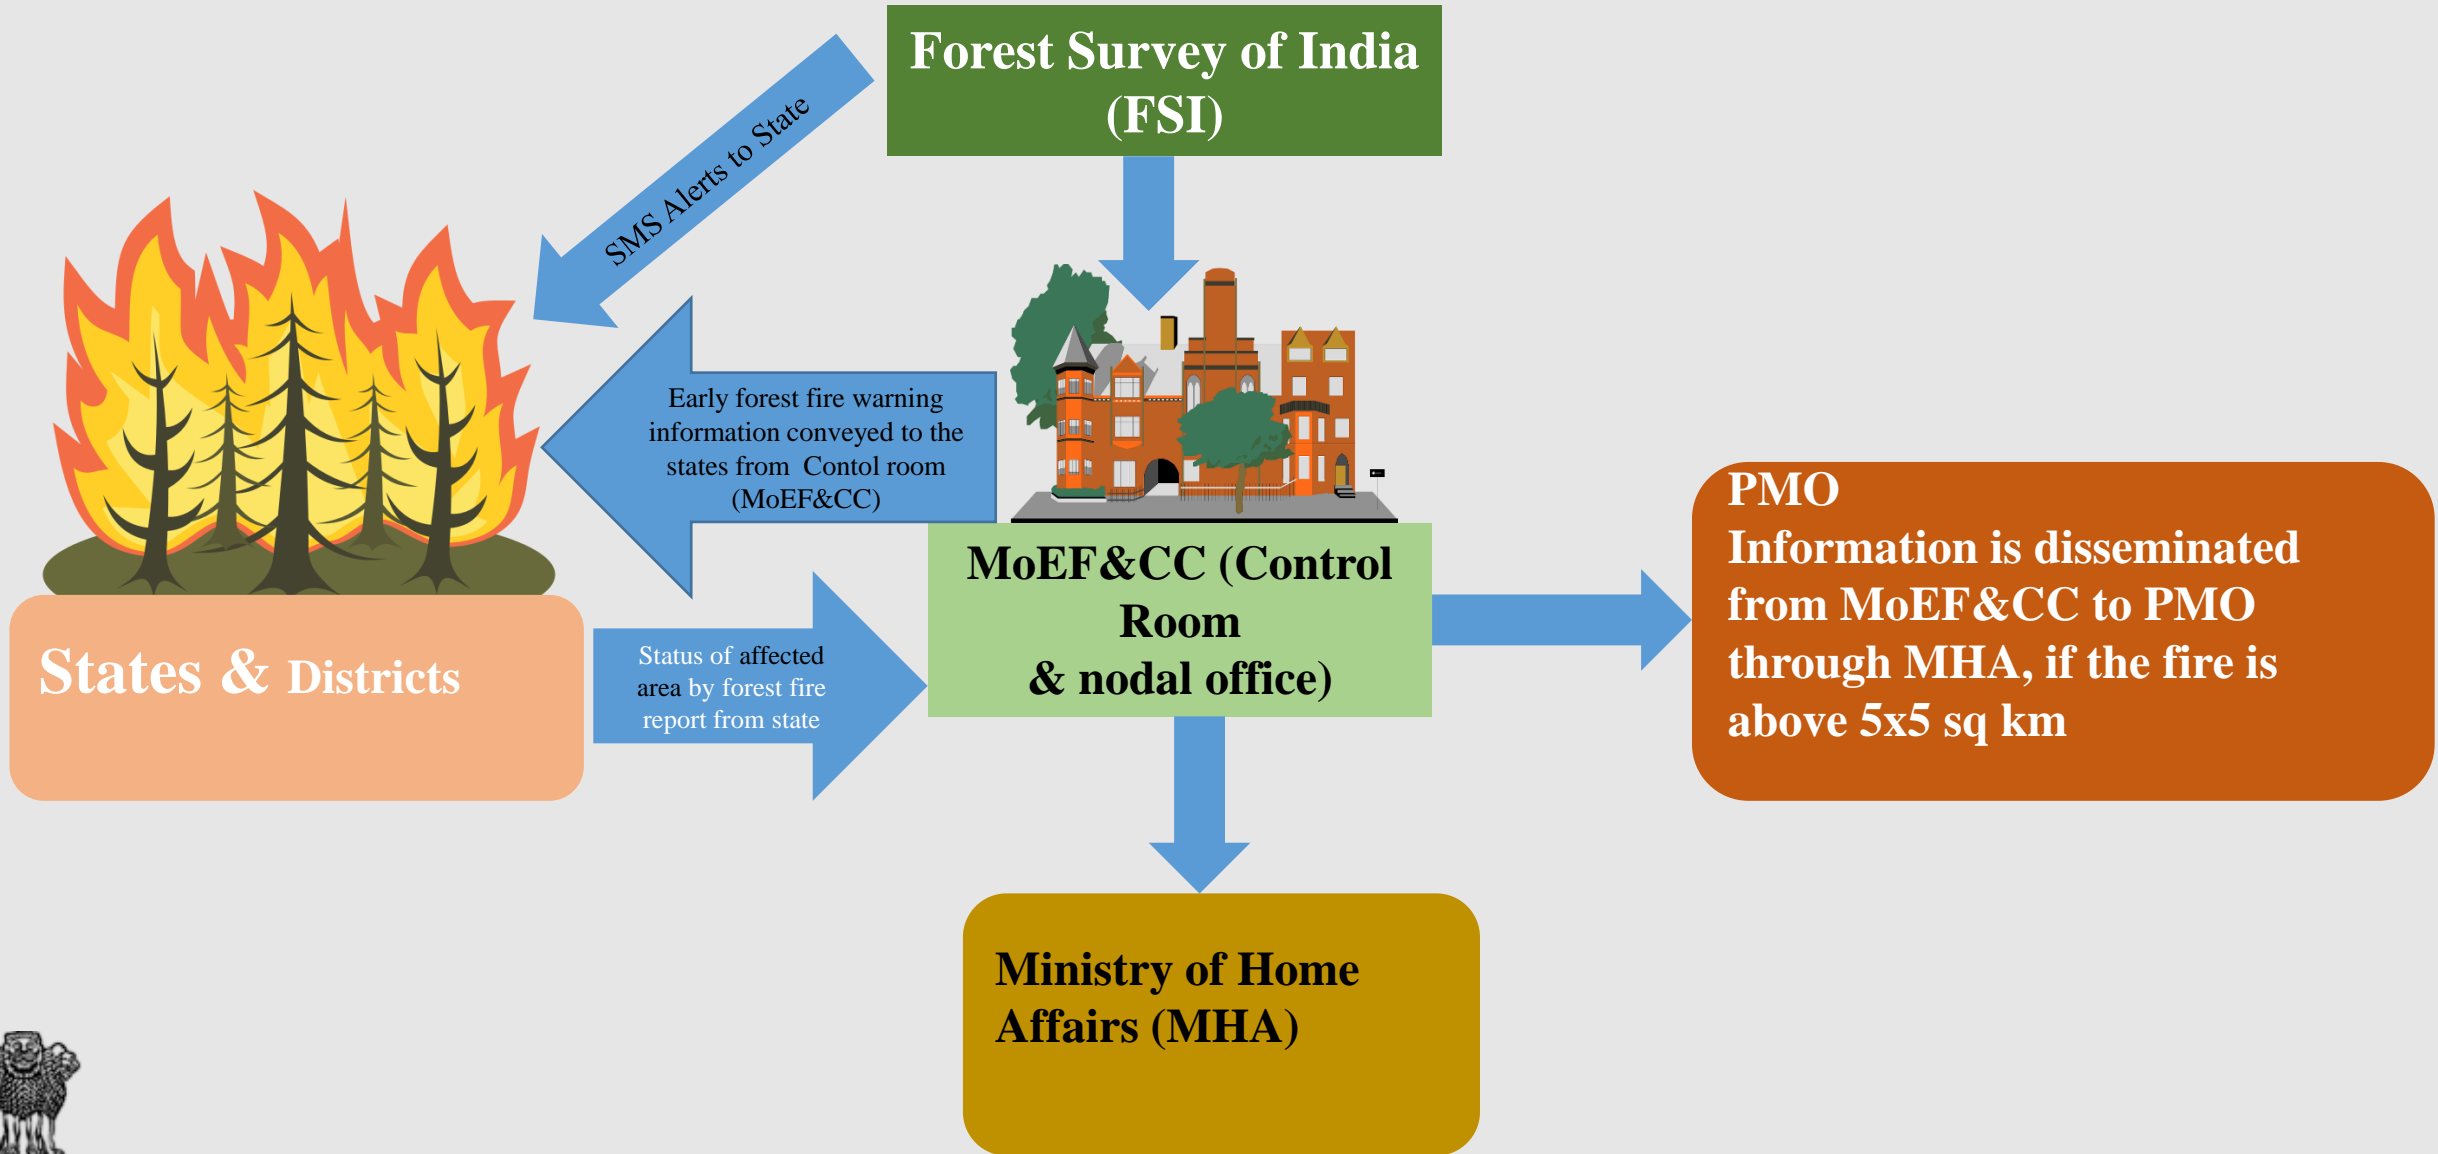 Forest Survey of India
(FSI)
SMS Alerts to State
Early forest fire warning
information conveyed to the
states from  Contol room
(MoEF&CC)
MoEF&CC (Control
Room
& nodal office)
PMO
Information is disseminated
from MoEF&CC to PMO
through MHA, if the fire is
above 5x5 sq km
States & Districts
Status of affected
area by forest fire
report from state
Ministry of Home
Affairs (MHA)